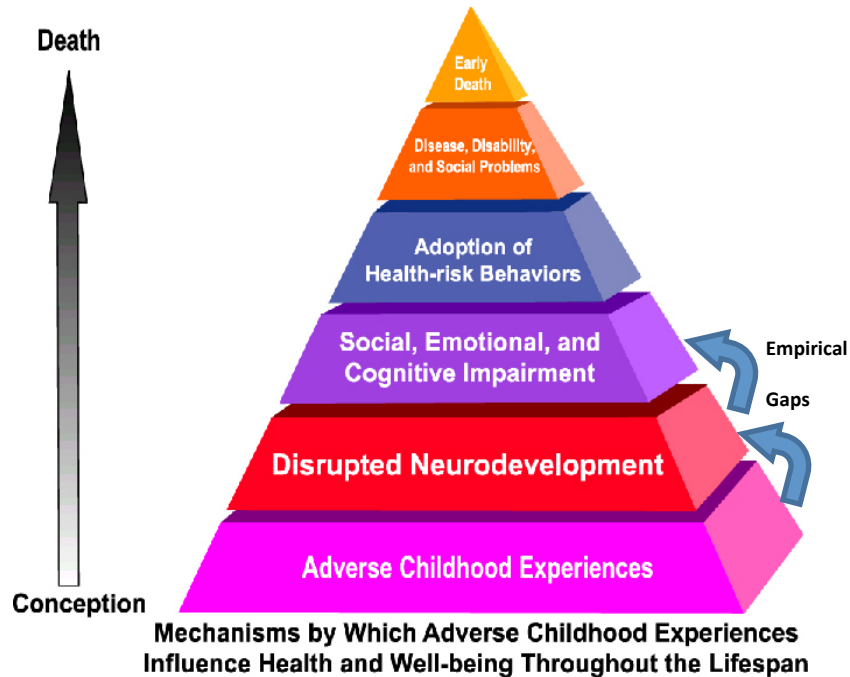 Death
Early
Death
Disease, Disability,
and Social Problems
Adoption of
Health-risk Behaviors
Social, Emotional, and
Cognitive Impairment
Empirical
Gaps
Disrupted Neurodevelopment
Adverse Childhood Experiences
Conception
Mechanisms by Which Adverse Childhood Experiences
Influence Health and Well-being Throughout the Lifespan